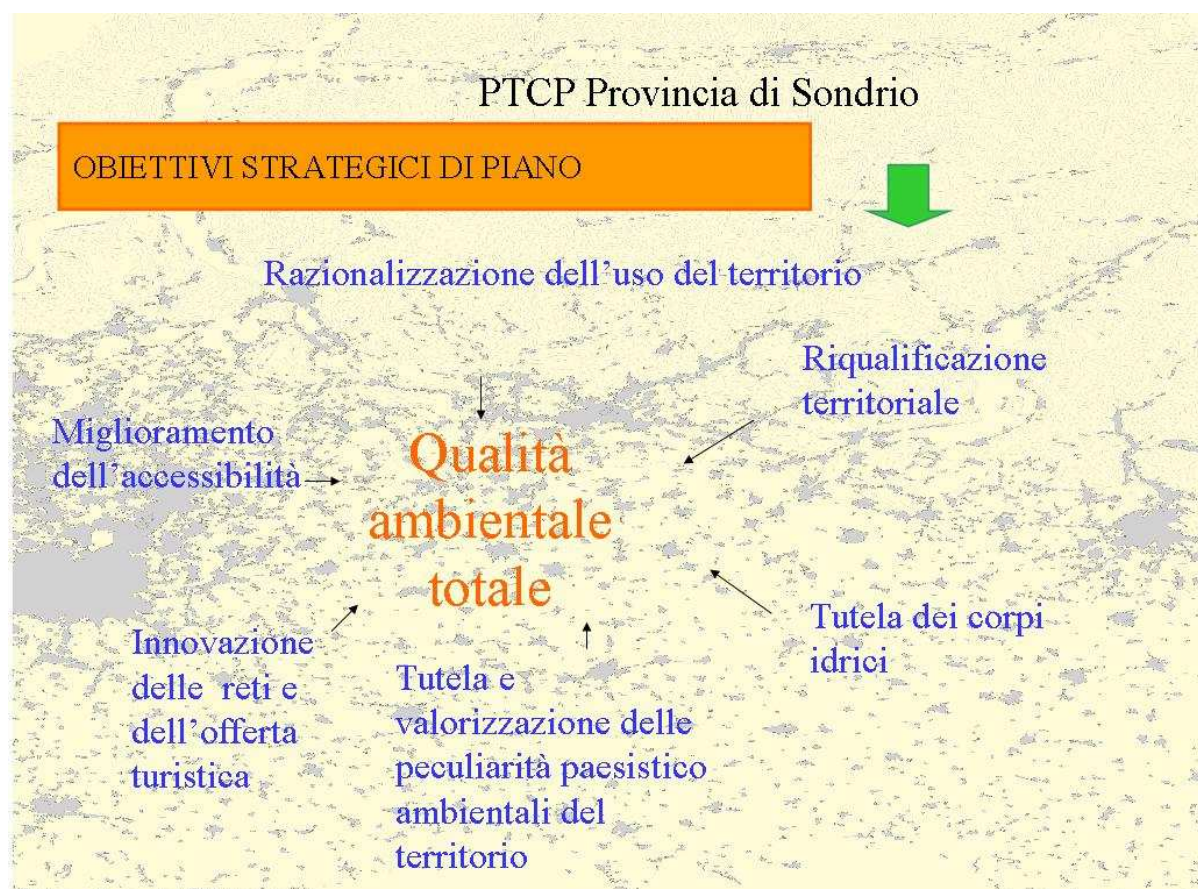 PTCP Provincia di Sondrio
OBIETTIVI STRATEGICI DI PIANO
Razionalizzazione dell’uso del territorio
Riqualificazione
territoriale
Miglioramento
dell’accessibilità
Qualità
ambientale
totale
Tutela dei corpi
idrici
Innovazione
delle reti e
dell’offerta
turistica
Tutela e
valorizzazione delle
peculiarità paesistico
ambientali del
territorio